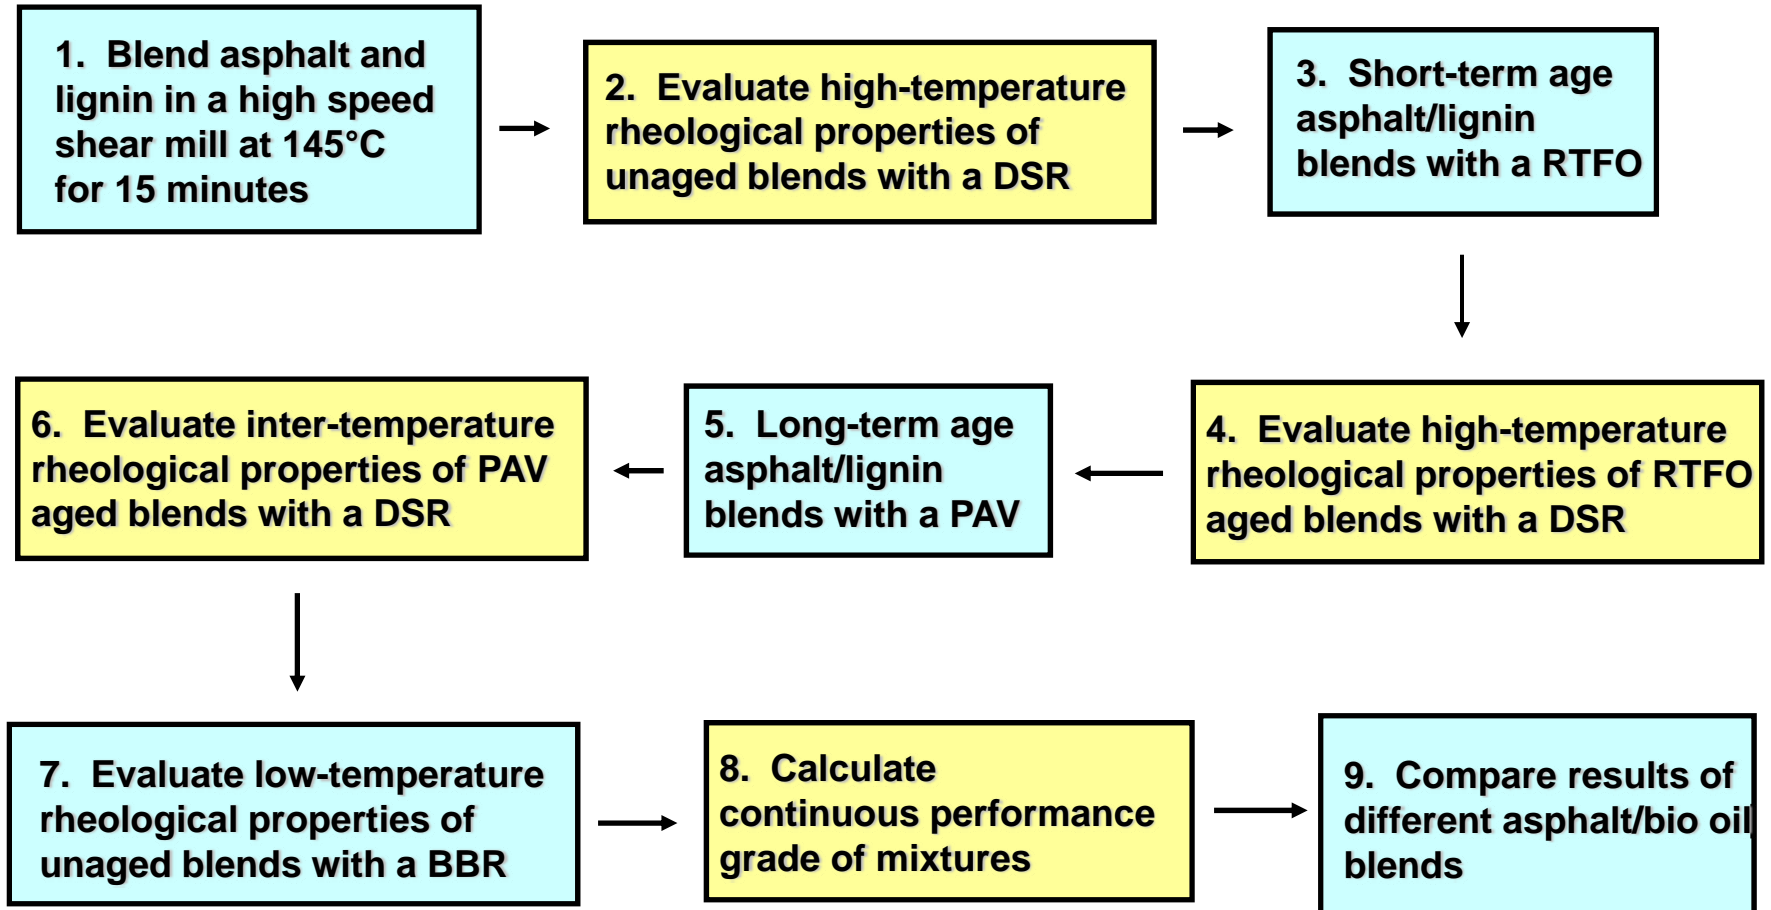 1. Blend asphalt and
lignin in a high speed
shear mill at 145°C
for 15 minutes
2. Evaluate high-temperature
rheological properties of
unaged blends with a DSR
3. Short-term age
asphalt/lignin
blends with a RTFO
4. Evaluate high-temperature
rheological properties of RTFO
aged blends with a DSR
5. Long-term age
asphalt/lignin
blends with a PAV
6. Evaluate inter-temperature
rheological properties of PAV
aged blends with a DSR
7. Evaluate low-temperature
rheological properties of
unaged blends with a BBR
8. Calculate
continuous performance
grade of mixtures
9. Compare results of
different asphalt/bio oil
blends